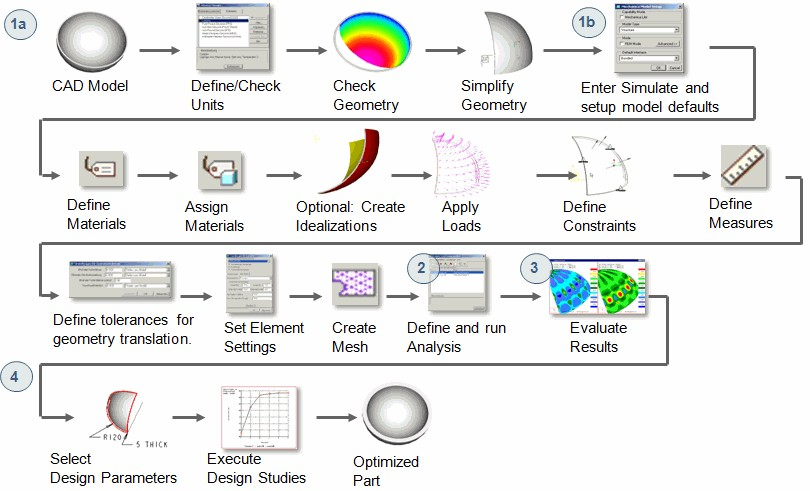 1a
1b
CAD Model
Define/Check
Units
Check
Geometry
Simplify
Geometry
Enter Simulate and
setup model defaults
Define
Materials
Assign
Materials
Optional: Create
Idealizations
Apply
Loads
Define
Constraints
Define
Measures
2
3
Define tolerances for
geometry translation.
Set Element
Settings
Create
Mesh
Define and run
Analysis
Evaluate
Results
4
R120
5 THICK
Select
Design Parameters
Execute
Design Studies
Optimized
Part